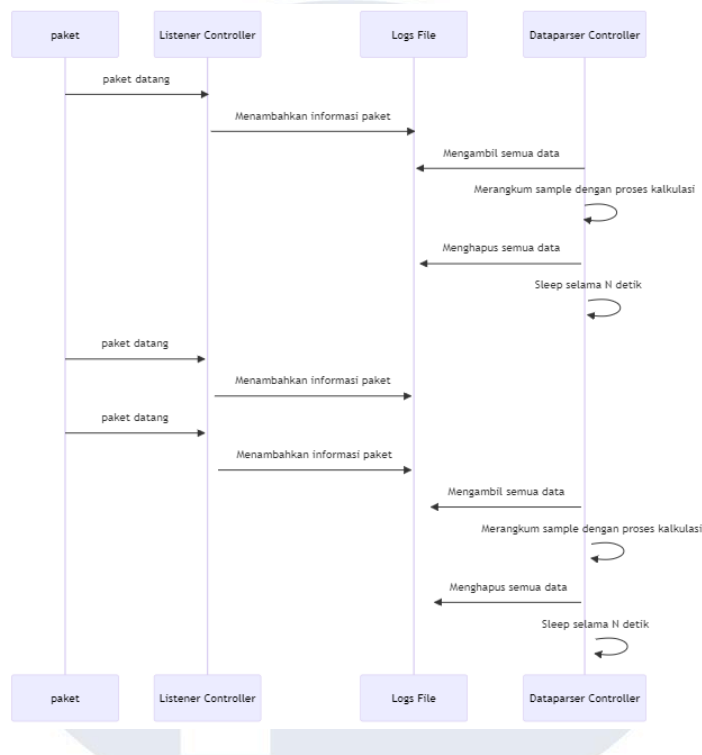 paket
Listener Controller
Logs File
Dataparser Controller
paket datang
Menambahkan informasi paket
Mengambil semua data
Merangkum sample dengan proses kalkulasi
Menghapus semua data
Sleep selama N detik
paket datang
Menambahkan informasi paket
paket datang
Menambahkan informasi paket
Mengambil semua data
Merangkum sample dengan proses kalkulasi
Menghapus semua data
Sleep selama N detik
paket
Listener Controller
Logs File
Dataparser Controller